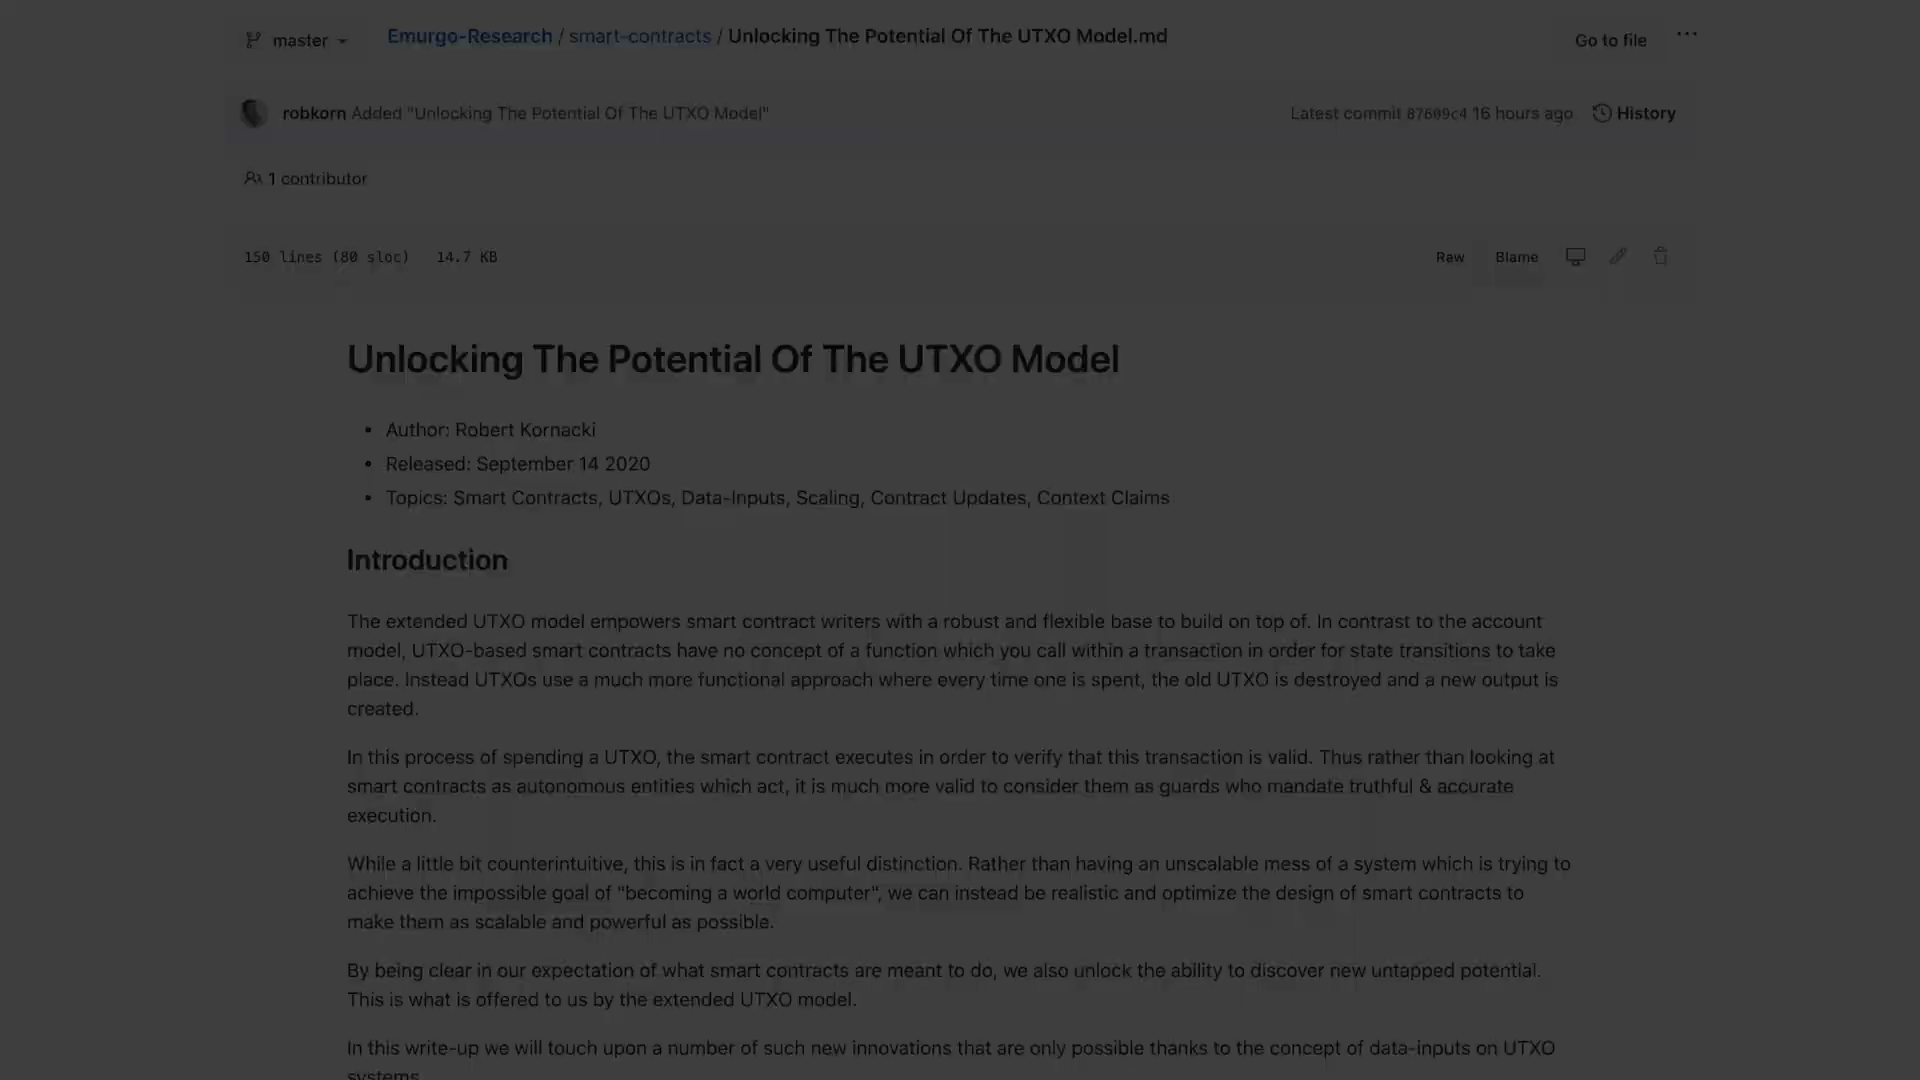 master
Emurgo-Research / smart-contracts / Unlocking The Potential Of The UTXO Model.md
Go to file
...
robkorn Added "Unlocking The Potential Of The UTXO Model"
Latest commit 87609c4 16 hours ago
History
1 contributor
150 lines (80 sloc) 14.7 KB
Raw
Blame
Unlocking The Potential Of The UTXO Model
• Author: Robert Kornacki
• Released: September 14 2020
• Topics: Smart Contracts, UTXOs, Data-Inputs, Scaling, Contract Updates, Context Claims
Introduction
The extended UTXO model empowers smart contract writers with a robust and flexible base to build on top of. In contrast to the account
model, UTXO-based smart contracts have no concept of a function which you call within a transaction in order for state transitions to take
place. Instead UTXOs use a much more functional approach where every time one is spent, the old UTXO is destroyed and a new output is
created.
In this process of spending a UTXO, the smart contract executes in order to verify that this transaction is valid. Thus rather than looking at
smart contracts as autonomous entities which act, it is much more valid to consider them as guards who mandate truthful & accurate
execution.
While a little bit counterintuitive, this is in fact a very useful distinction. Rather than having an unscalable mess of a system which is trying to
achieve the impossible goal of "becoming a world computer", we can instead be realistic and optimize the design of smart contracts to
make them as scalable and powerful as possible.
By being clear in our expectation of what smart contracts are meant to do, we also unlock the ability to discover new untapped potential.
This is what is offered to us by the extended UTXO model.
In this write-up we will touch upon a number of such new innovations that are only possible thanks to the concept of data-inputs on UTXO
systems.